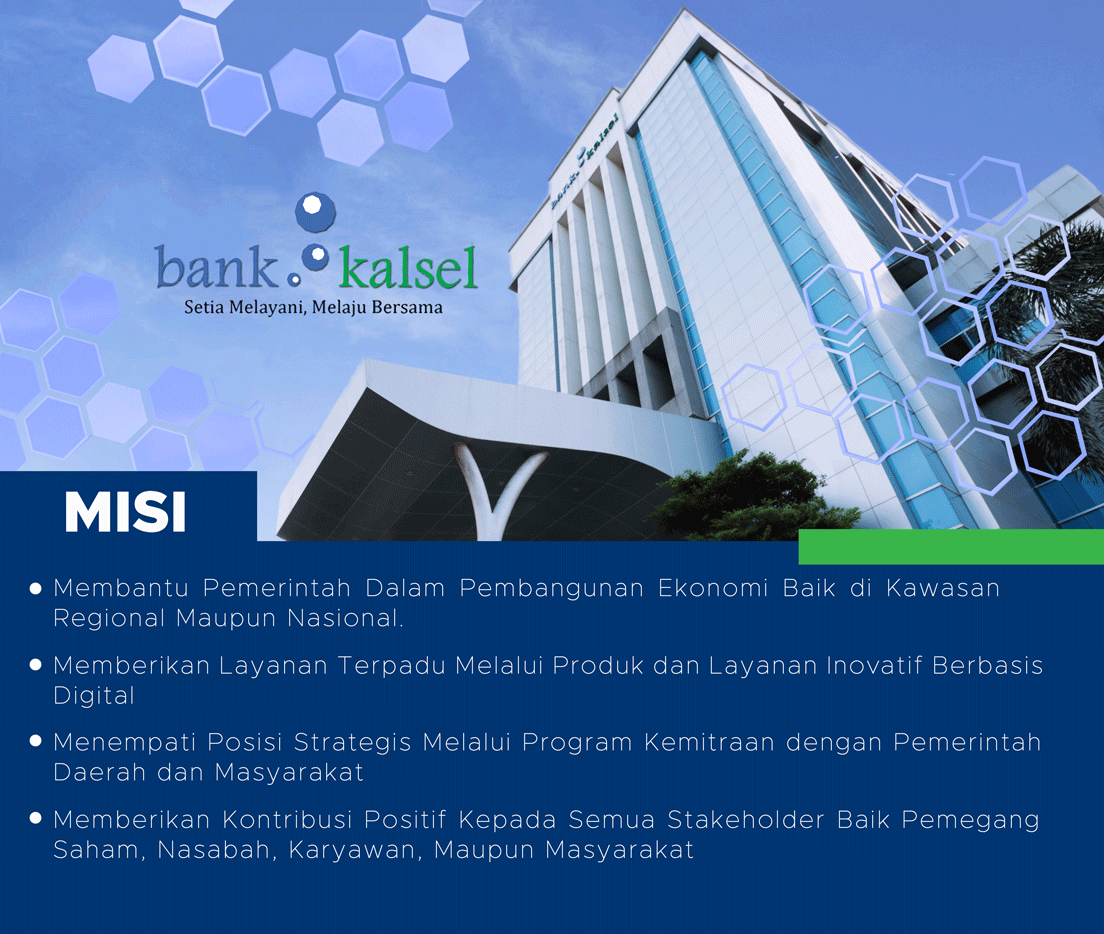 bank kalsel
bank kalsel
Setia Melayani, Melaju Bersama
MISI
Membantu Pemerintah Dalam Pembangunan Ekonomi Baik di Kawasan
Regional Maupun Nasional.
Memberikan Layanan Terpadu Melalui Produk dan Layanan Inovatif Berbasis
Digital
Menempati Posisi Strategis Melalui Program Kemitraan dengan Pemerintah
Daerah dan Masyarakat
Memberikan Kontribusi Positif Kepada Semua Stakeholder Baik Pemegang
Saham, Nasabah, Karyawan, Maupun Masyarakat